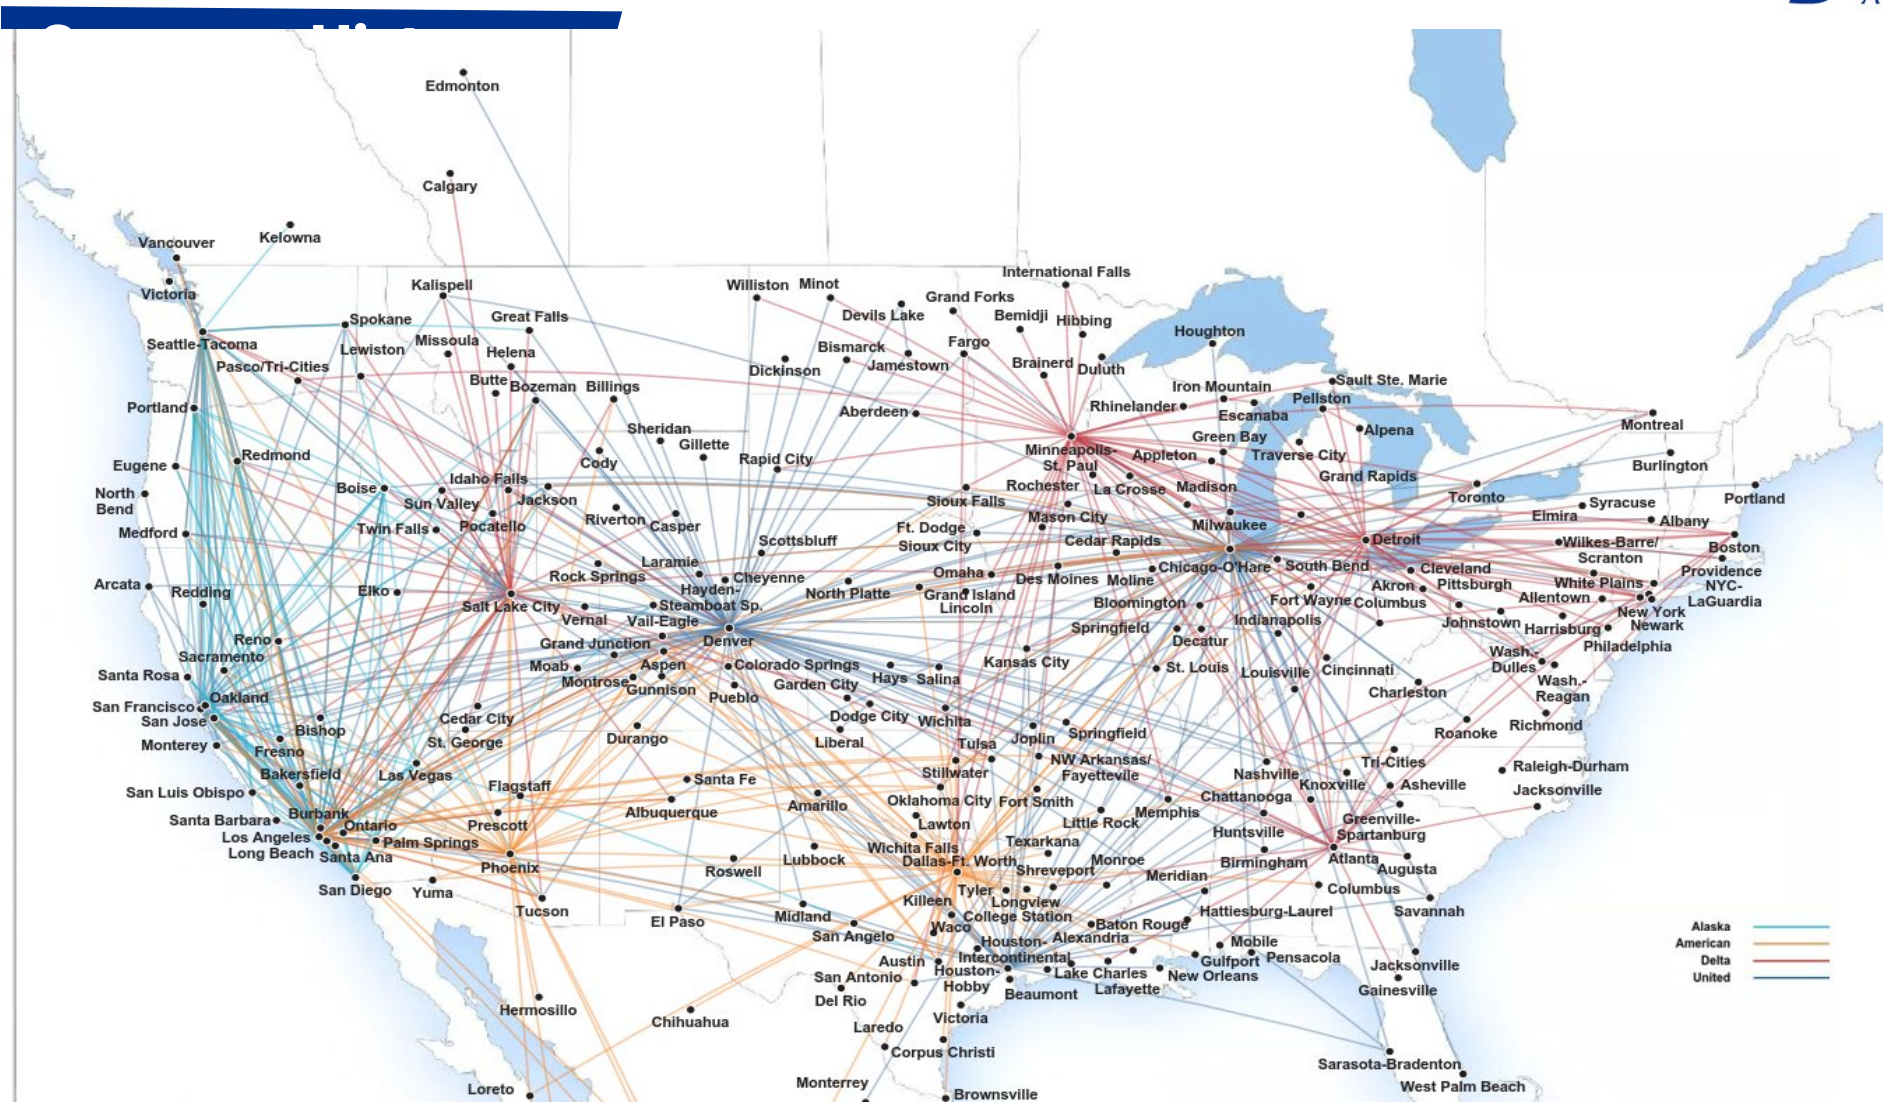 Edmonton
Calgary
Kelowna
Vancouver
Victoria
Kalispell
Williston
Minot
International Falls
Grand Forks
Devils Lake
Bemidji
Hibbing
Spokane
Great Falls
Houghton
Seattle-Tacoma
Missoula
Lewiston
Helena
Bismarck
Fargo
Jamestown
Brainerd
Duluth
Pasco/Tri-Cities
Dickinson
Butte
Bozeman
Billings
Iron Mountain
Sault Ste. Marie
Pellston
Portland
Aberdeen
Rhinelander
Escanaba
Montreal
Sheridan
Alpena
Gillette
Green Bay
Minneapolis-
St. Paul
Appleton
Traverse City
Redmond
Eugene
Cody
Rapid City
Burlington
Idaho Falls
Grand Rapids
Boise
Jackson
Rochester
La Crosse
Madison
North
Bend
Sun Valley
Sioux Falls
Toronto
Portland
Syracuse
Riverton
Casper
Mason City
Milwaukee
Elmira
Albany
Twin Falls
Pocatello
Ft. Dodge
Medford
Scottsbluff
Sioux City
Cedar Rapids
Detroit
Wilkes-Barre/
Scranton
Boston
Laramie
Rock Springs
Hayden-
Steamboat Sp.
Cheyenne
Omaha
Des Moines
Moline
Chicago-O'Hare
South Bend
Cleveland
Providence
Arcata
Redding
Elko
North Platte
Grand Island
Lincoln
Akron
Pittsburgh
White Plains
NYC-
LaGuardia
Salt Lake City
Bloomington
Fort Wayne
Columbus
Allentown
New York
Newark
Vernal
Vail-Eagle
Indianapolis
Johnstown
Harrisburg
Springfield
Decatur
Philadelphia
Reno
Grand Junction
Denver
Sacramento
Moab
Aspen
Colorado Springs
Kansas City
St. Louis
Louisville
Cincinnati
Wash.-
Dulles
Wash.-
Reagan
Santa Rosa
Montrose
Gunnison
Pueblo
Garden City
Hays
Salina
Charleston
Oakland
San Francisco
San Jose
Cedar City
Dodge City
Wichita
Richmond
Bishop
Springfield
Roanoke
Monterey
Fresno
St. George
Durango
Liberal
Tulsa
Joplin
NW Arkansas/
Fayetteville
Tri-Cities
Bakersfield
Las Vegas
Stillwater
Nashville
Raleigh-Durham
San Luis Obispo
Flagstaff
Santa Fe
Knoxville
Asheville
Jacksonville
Albuquerque
Amarillo
Oklahoma City
Fort Smith
Chattanooga
Santa Barbara
Burbank
Ontario
Prescott
Lawton
Little Rock
Memphis
Greenville-
Spartanburg
Los Angeles
Palm Springs
Huntsville
Long Beach
Santa Ana
Wichita Falls
Texarkana
Dallas-Ft. Worth
Phoenix
Lubbock
Shreveport
Monroe
Birmingham
Atlanta
Augusta
Roswell
Meridian
San Diego
Yuma
Tyler
Columbus
Killeen
Longview
Tucson
Midland
College Station
Hattiesburg-Laurel
Savannah
El Paso
Waco
Baton Rouge
San Angelo
Houston-
Intercontinental
Alexandria
Mobile
Alaska
American
Delta
United
Gulfport
Pensacola
Jacksonville
Austin
Houston-
Hobby
Lake Charles
New Orleans
San Antonio
Lafayette
Gainesville
Beaumont
Del Rio
Hermosillo
Chihuahua
Victoria
Laredo
Corpus Christi
Sarasota-Bradenton
Loreto
Monterrey
West Palm Beach
Brownsville